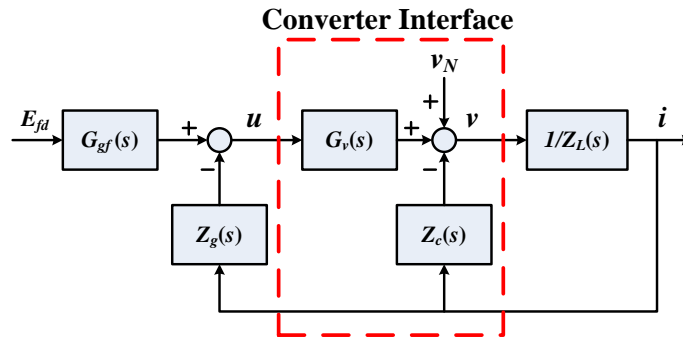 Converter Interface
v_N
E_fd
G_gf(s)
+
−
u
G_v(s)
+
+
−
v
1/Z_L(s)
i
Z_g(s)
Z_c(s)